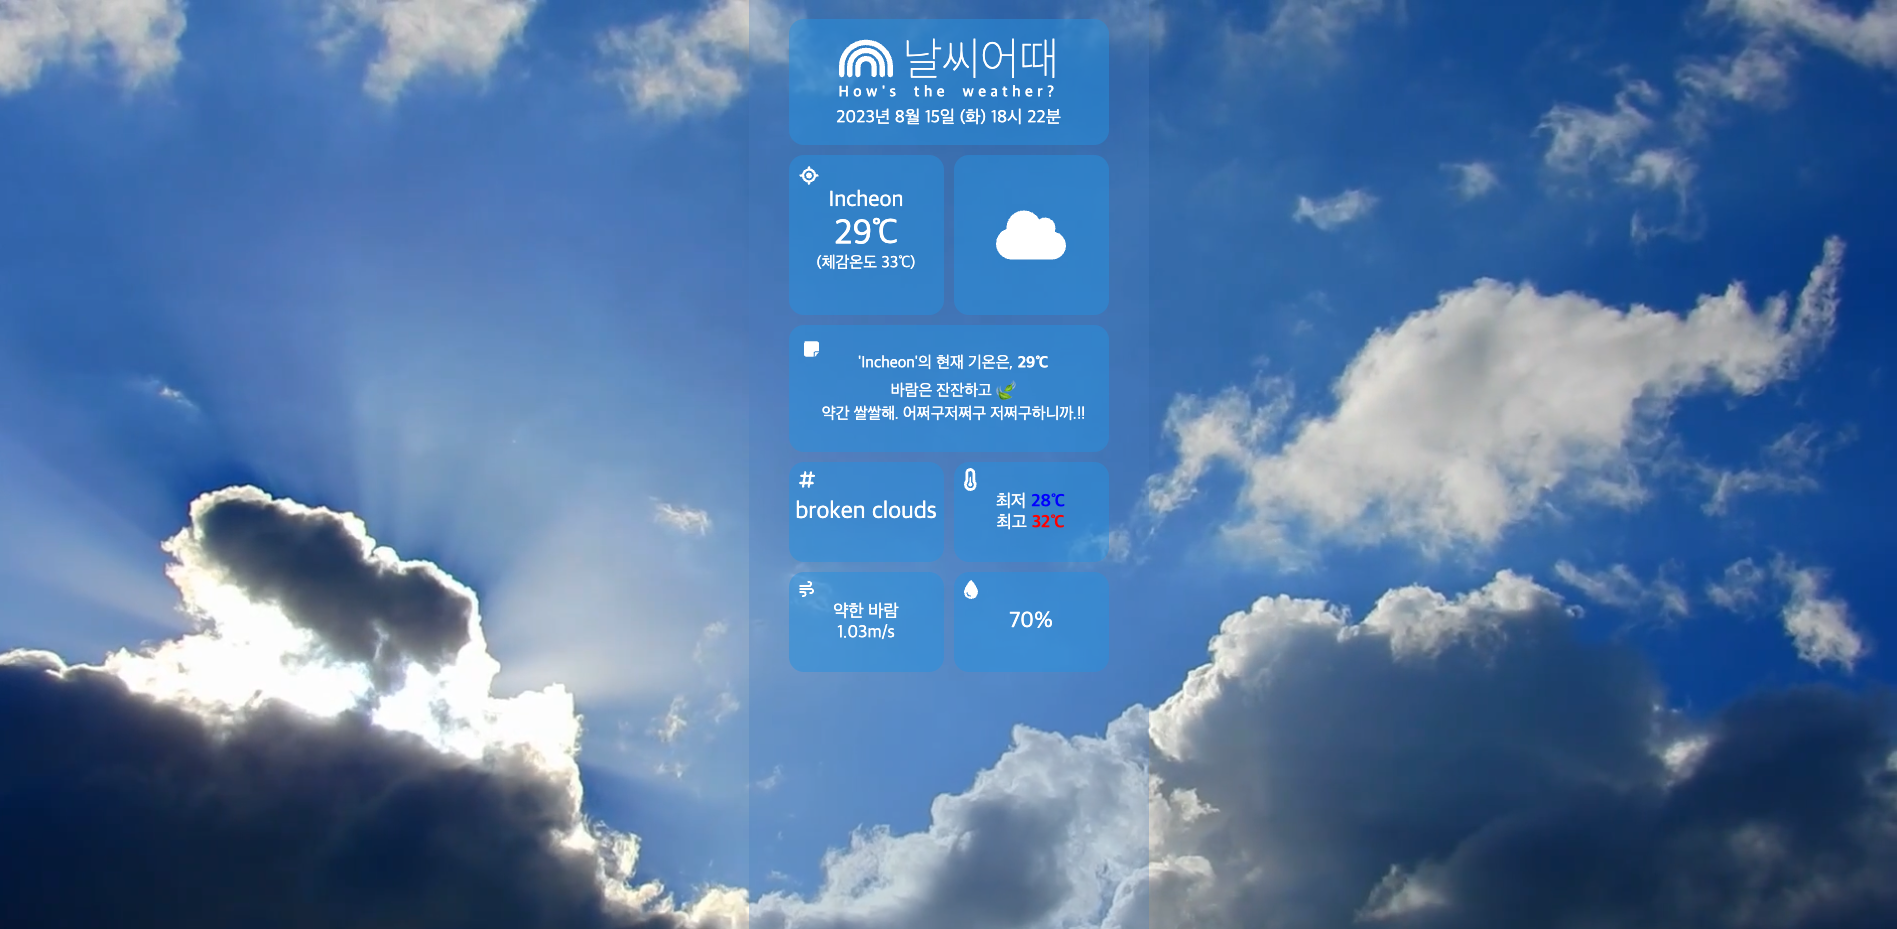 날씨어때
How's the weather?
2023년 8월 15일 (화) 18시 22분
Incheon
29℃
(체감온도 33℃)
'Incheon'의 현재 기온은, 29℃
바람은 잔잔하고 🍃
약간 쌀쌀해. 어쩌구저쩌구 저쩌구하니까.!!
#
broken clouds
최저 28℃
최고 32℃
약한 바람
1.03m/s
70%